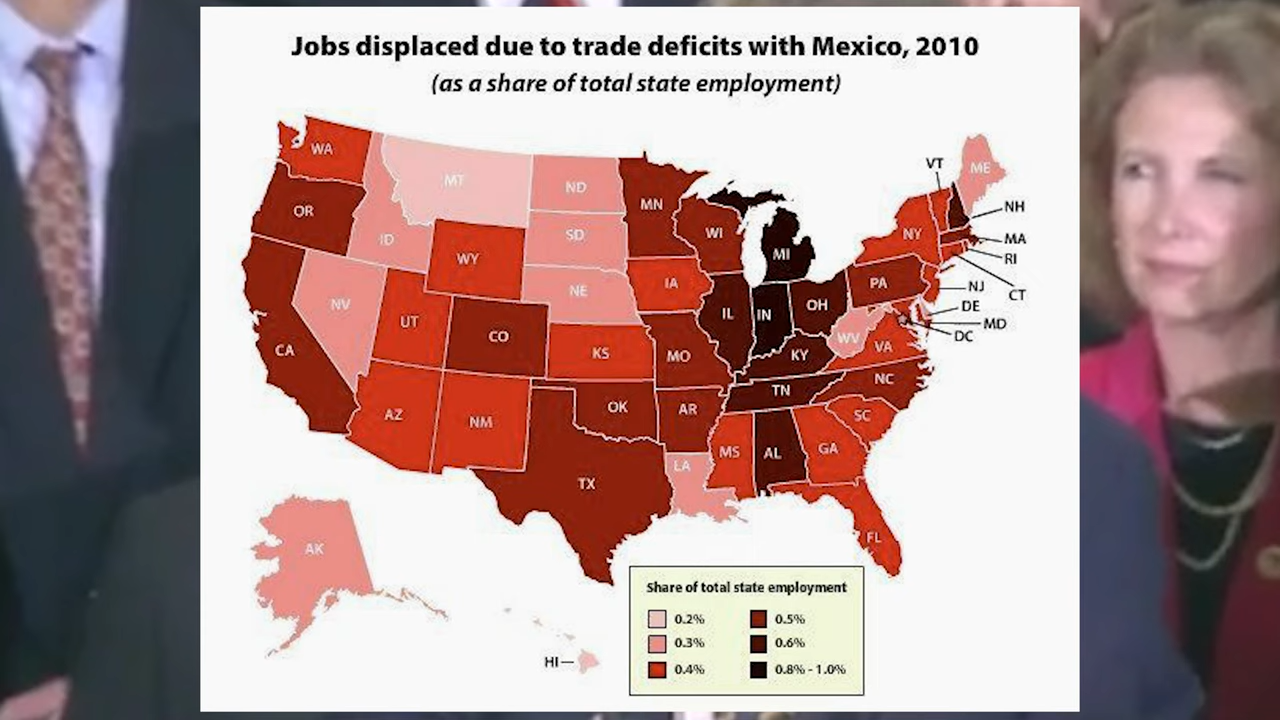 Jobs displaced due to trade deficits with Mexico, 2010
(as a share of total state employment)
WA
MT
ND
MN
VT
ME
OR
ID
SD
WI
MI
NY
NH
MA
RI
WY
NE
IA
PA
NJ
CT
NV
UT
CO
KS
IL
IN
OH
DE
MD
DC
WV
VA
CA
MO
KY
NC
AZ
NM
OK
AR
TN
SC
MS
AL
GA
LA
TX
FL
AK
HI
Share of total state employment
0.2%
0.3%
0.4%
0.5%
0.6%
0.8% - 1.0%